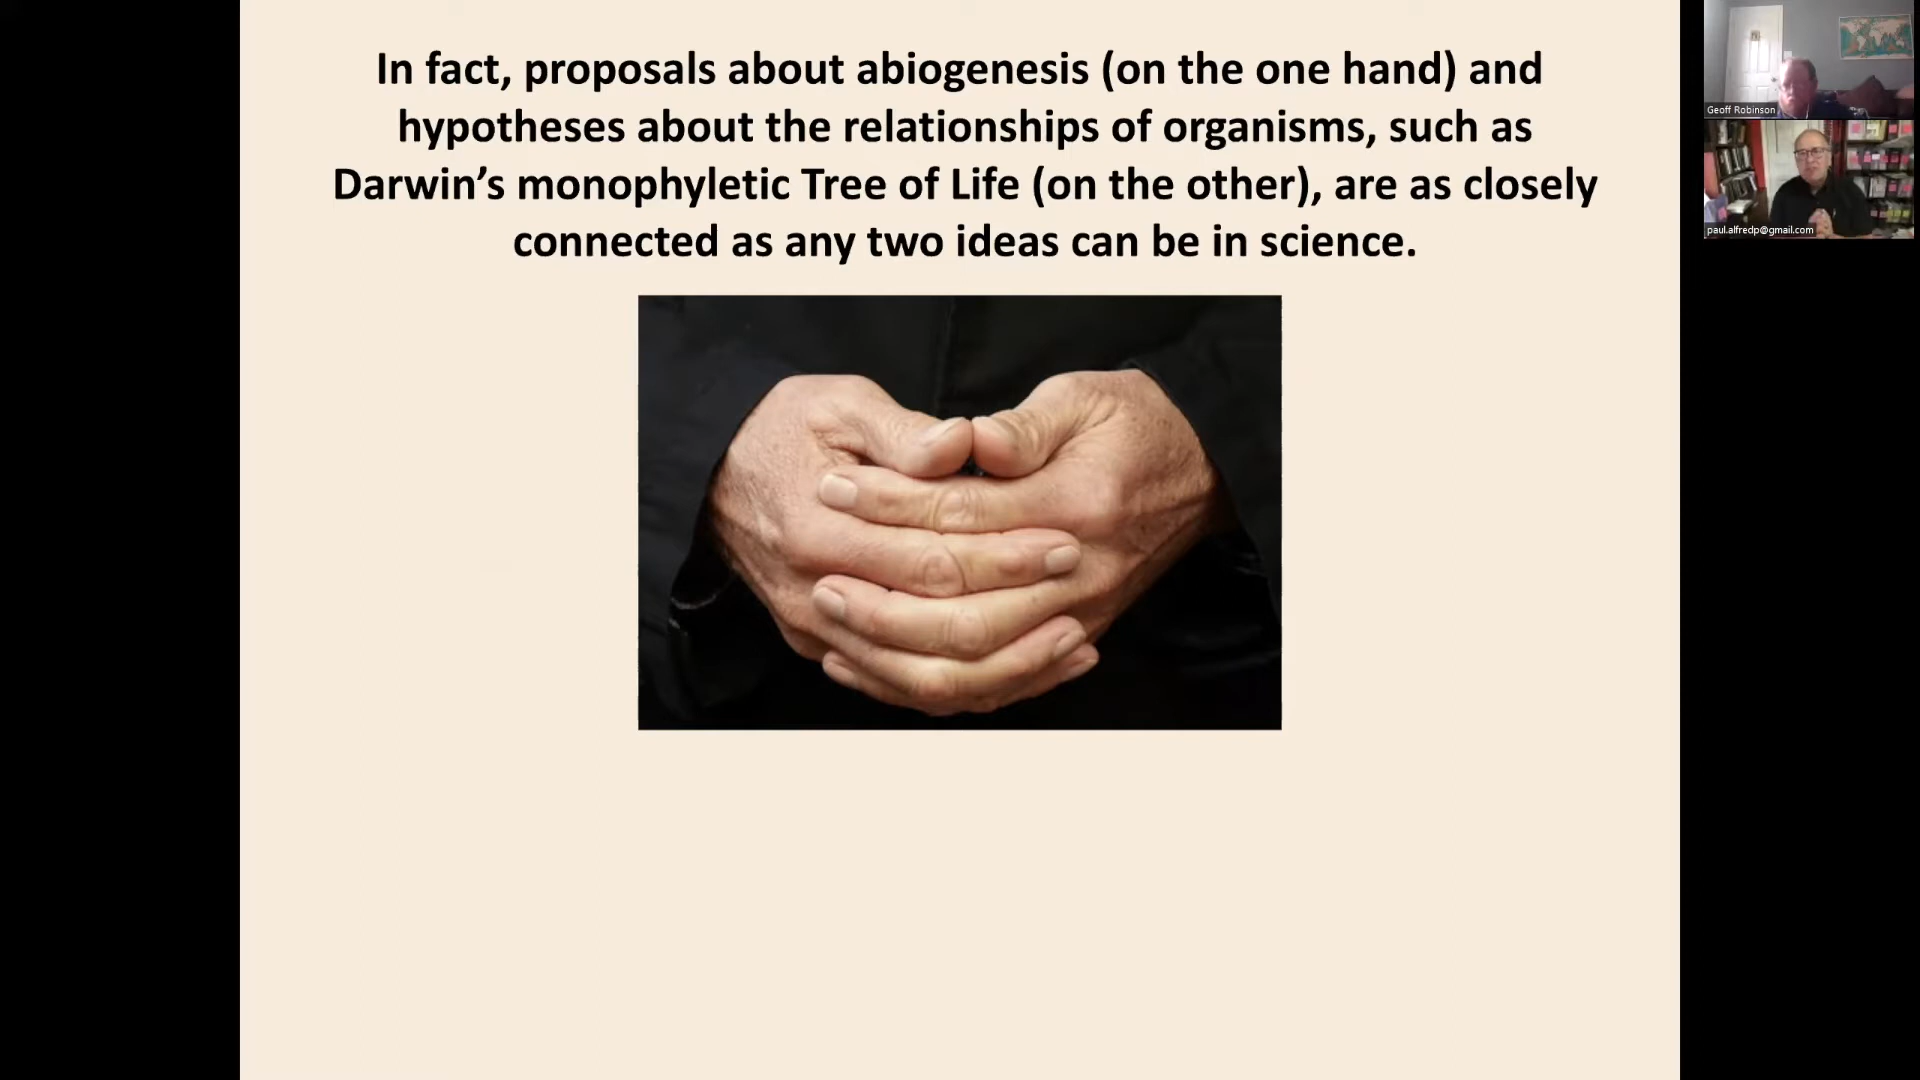 In fact, proposals about abiogenesis (on the one hand) and
hypotheses about the relationships of organisms, such as
Darwin’s monophyletic Tree of Life (on the other), are as closely
connected as any two ideas can be in science.
Geoff Robinson
paul.alfredp@gmail.com